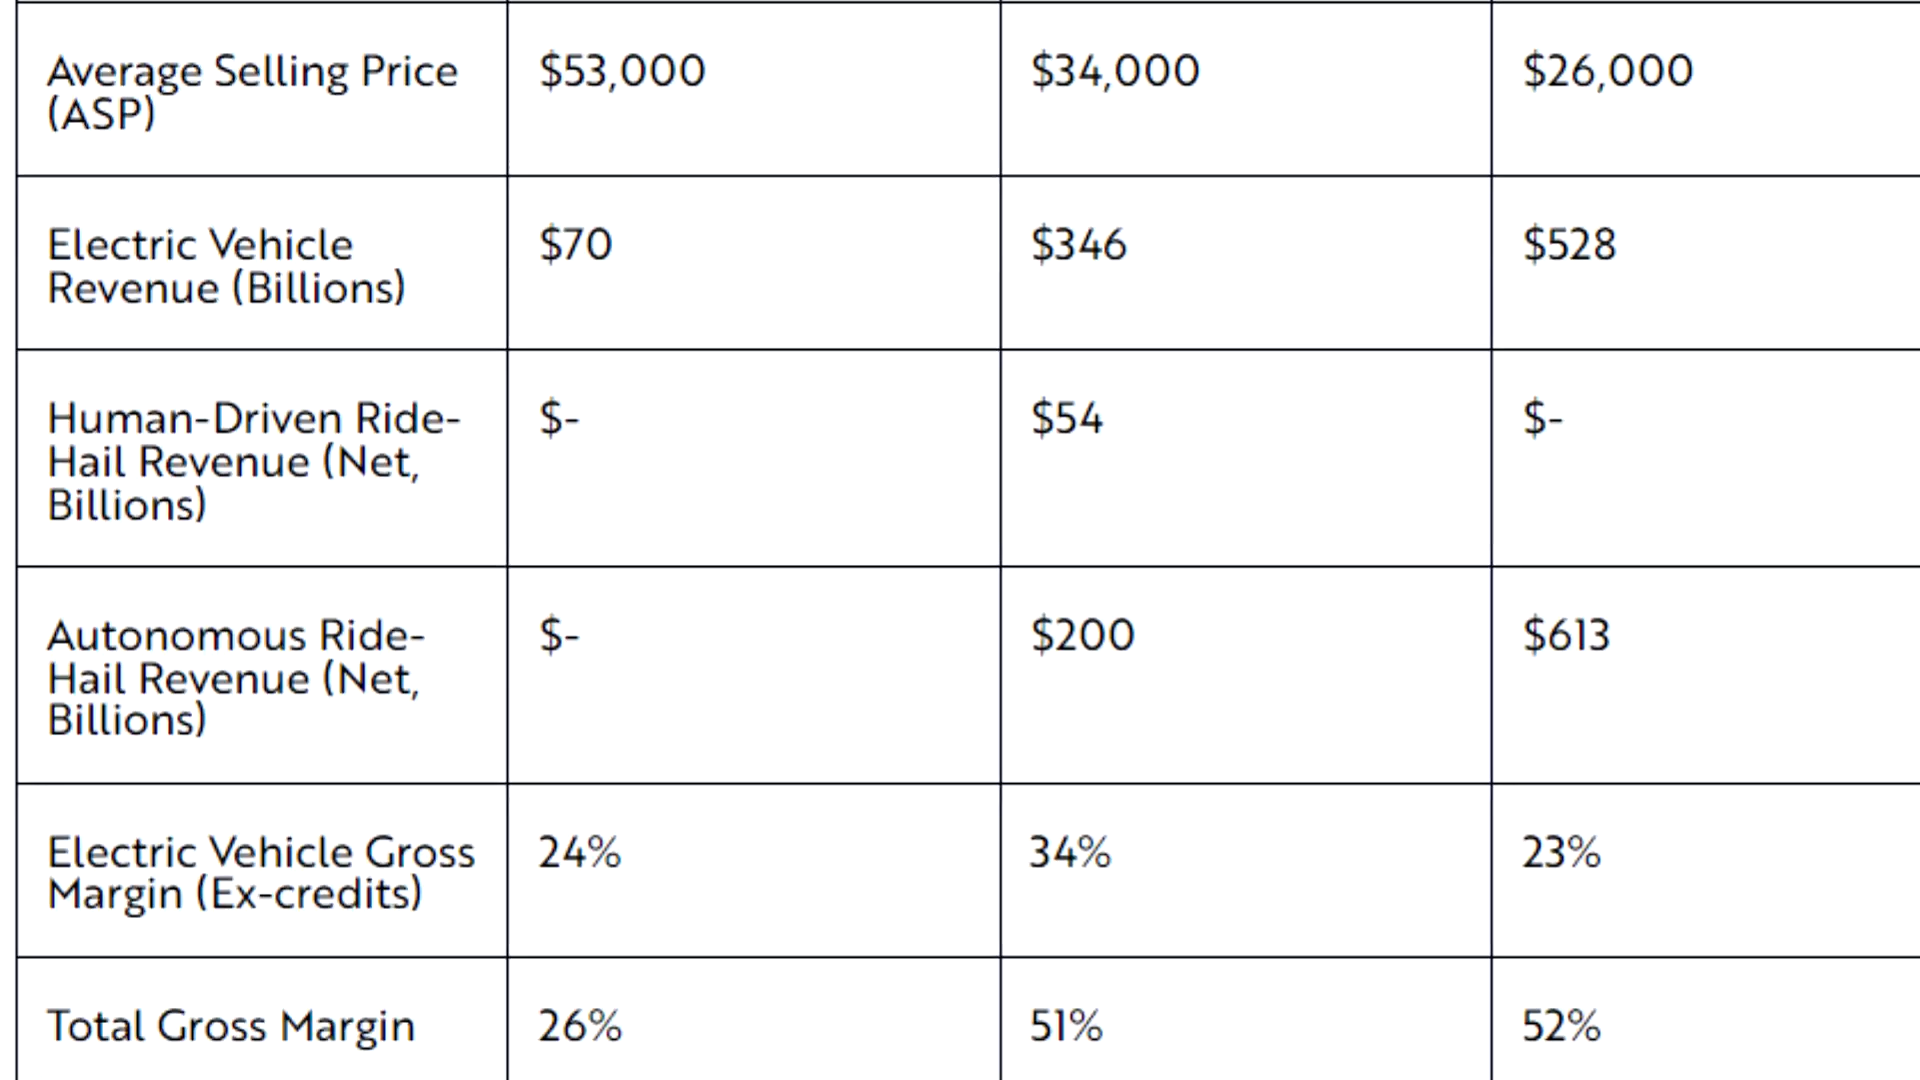 Average Selling Price
(ASP)
$53,000
$34,000
$26,000
Electric Vehicle
Revenue (Billions)
$70
$346
$528
Human-Driven Ride-
Hail Revenue (Net,
Billions)
$-
$54
$-
Autonomous Ride-
Hail Revenue (Net,
Billions)
$-
$200
$613
Electric Vehicle Gross
Margin (Ex-credits)
24%
34%
23%
Total Gross Margin
26%
51%
52%